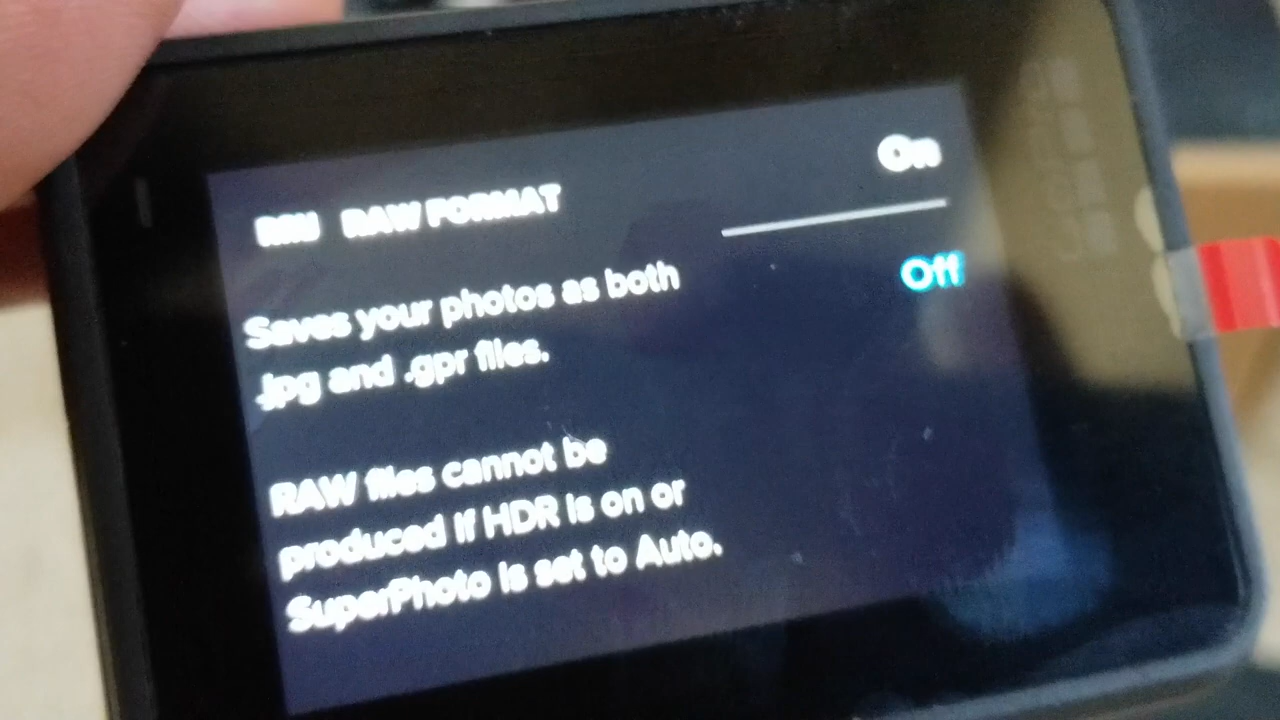 RAW FORMAT
On
Off
Saves your photos as both
.jpg and .gpr files.
RAW files cannot be
produced if HDR is on or
SuperPhoto is set to Auto.